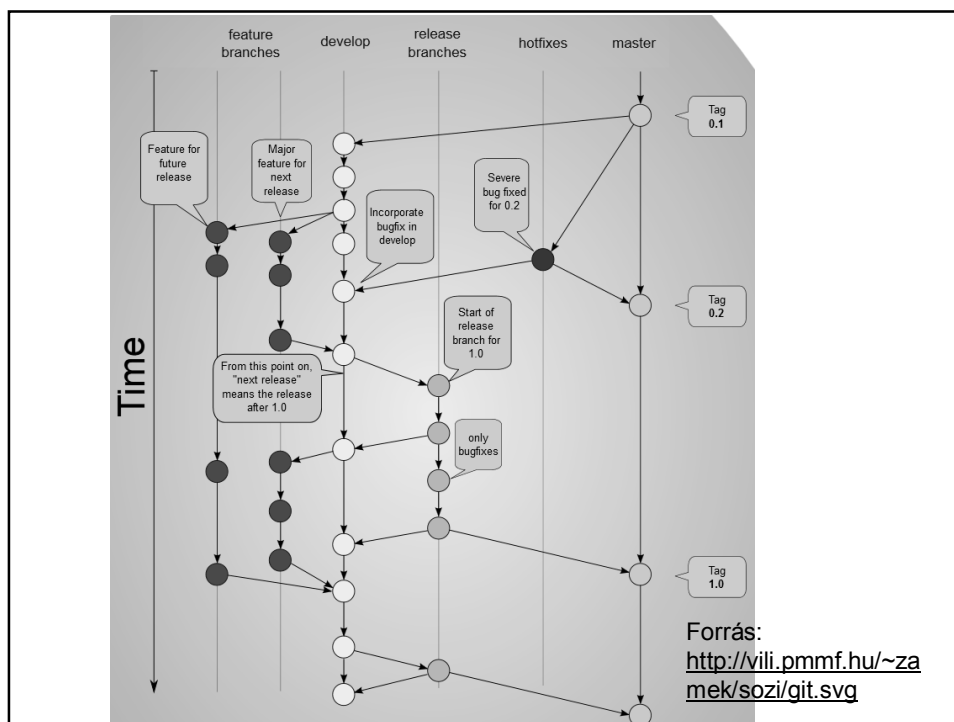 feature
branches
develop
release
branches
hotfixes
master
Tag
0.1
Feature for
future
release
Major
feature for
next
release
Severe
bug fixed
for 0.2
Incorporate
bugfix in
develop
Tag
0.2
Start of
release
branch for
1.0
Time
From this point on,
"next release"
means the release
after 1.0
only
bugfixes
Tag
1.0
Forrás:
http://vili.pmmf.hu/~za
mek/sozi/git.svg